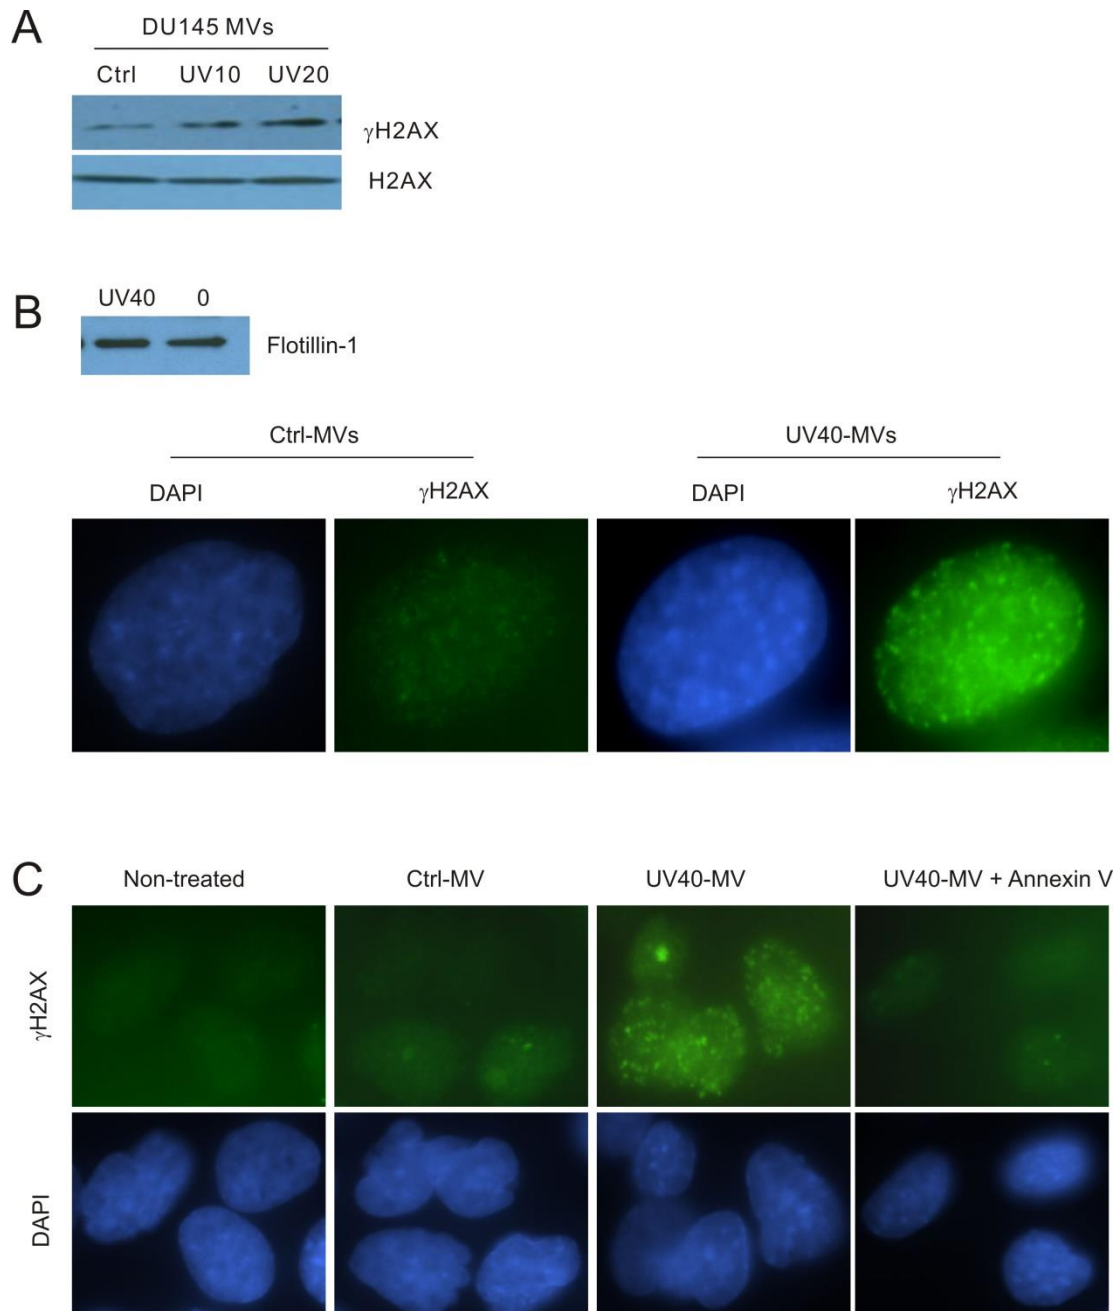 A
DU145 MVs
Ctrl UV10 UV20
γH2AX
H2AX
B
UV40 0
Flotillin-1
Ctrl-MVs UV40-MVs
DAPI γH2AX DAPI γH2AX
C
Non-treated Ctrl-MV UV40-MV UV40-MV + Annexin V
γH2AX
DAPI